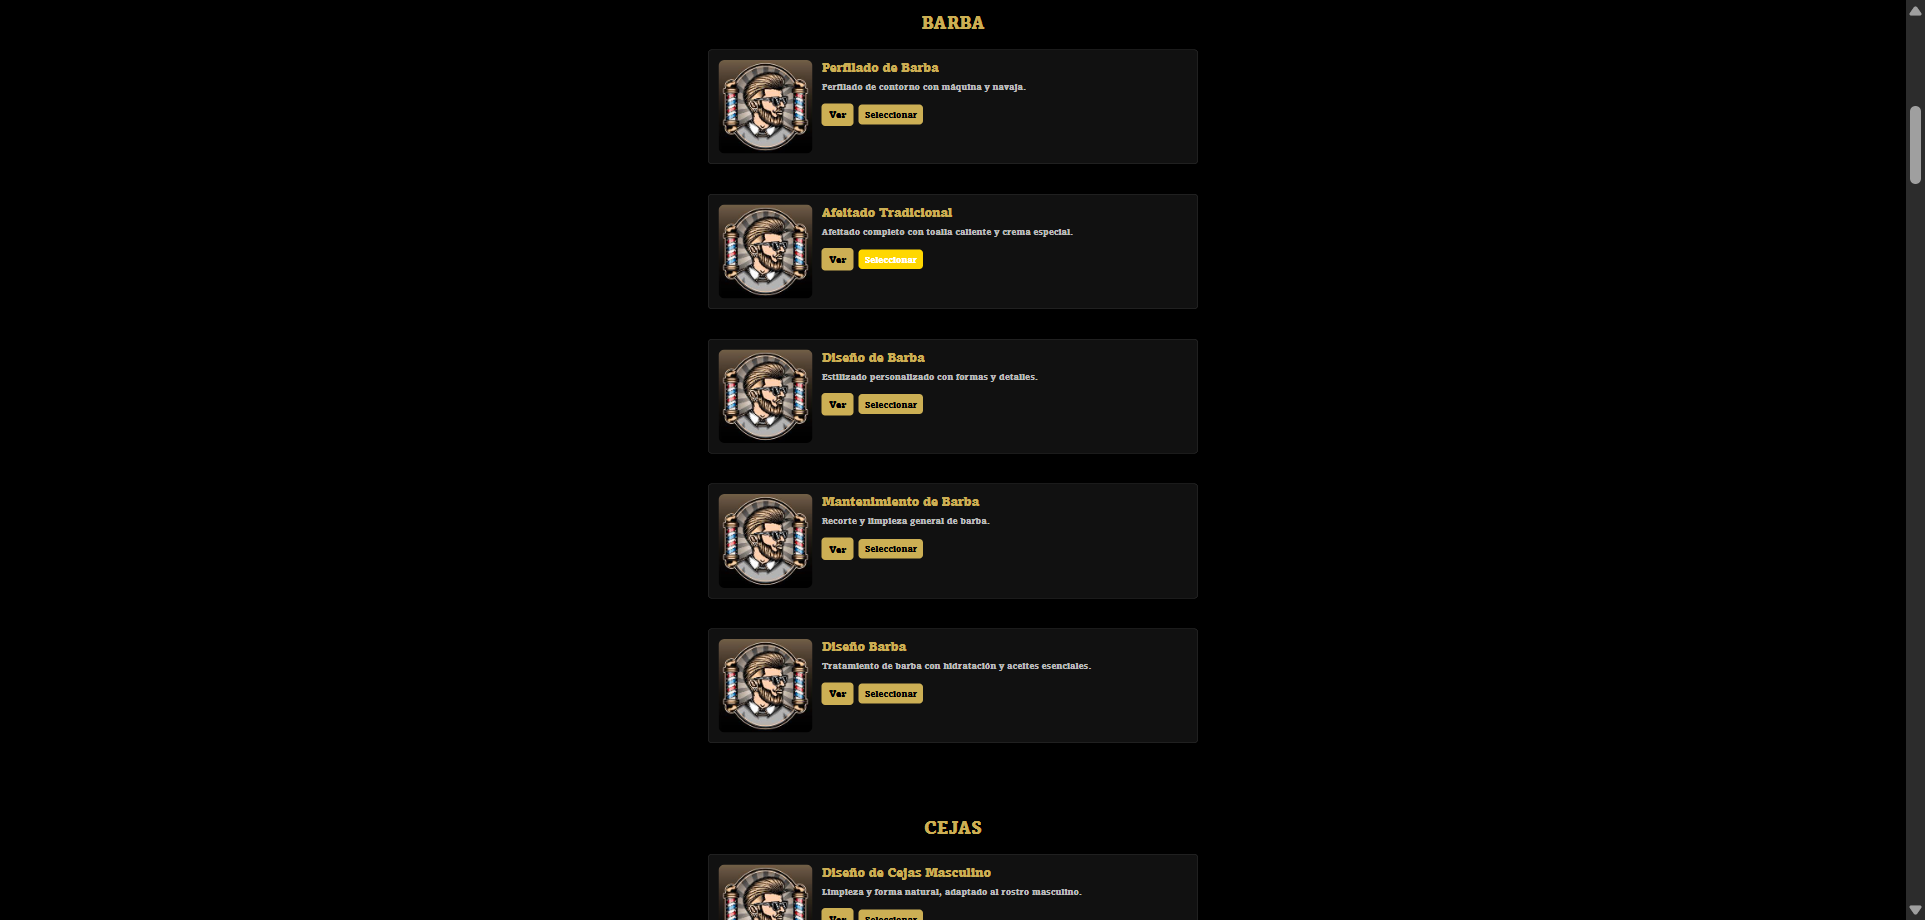 BARBA
Perfilado de Barba
Perfilado de contorno con máquina y navaja.
Ver Seleccionar
Afeitado Tradicional
Afeitado completo con toalla caliente y crema especial.
Ver Seleccionar
Diseño de Barba
Estilizado personalizado con formas y detalles.
Ver Seleccionar
Mantenimiento de Barba
Recorte y limpieza general de barba.
Ver Seleccionar
Diseño Barba
Tratamiento de barba con hidratación y aceites esenciales.
Ver Seleccionar
CEJAS
Diseño de Cejas Masculino
Limpieza y forma natural, adaptado al rostro masculino.
Ver Seleccionar